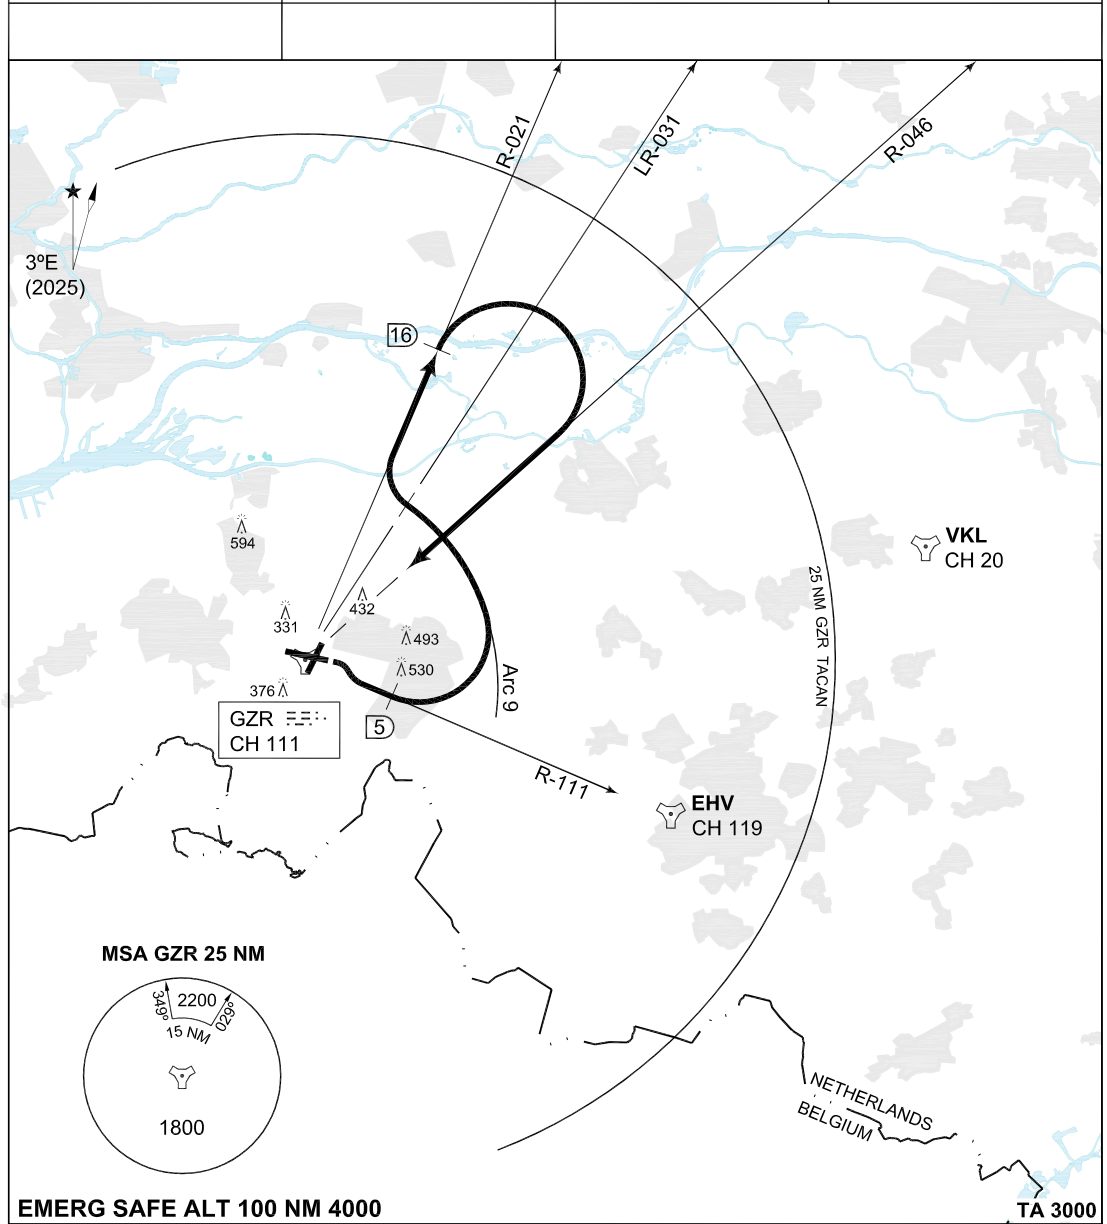 R-021
LR-031
R-046
3ºE
(2025)
16
594
VKL
CH 20
25 NM GZR TACAN
432
331
493
530
376
Arc 9
GZR
CH 111
5
R-111
EHV
CH 119
MSA GZR 25 NM
349º
2200
029º
15 NM
1800
NETHERLANDS
BELGIUM
EMERG SAFE ALT 100 NM 4000
TA 3000